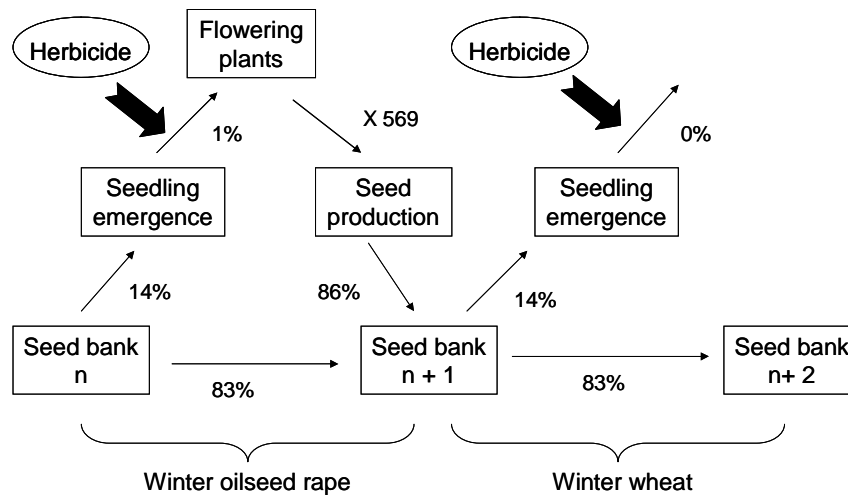 Herbicide
Flowering
plants
Herbicide
1%
X 569
0%
Seedling
emergence
Seed
production
Seedling
emergence
14%
86%
14%
Seed bank
n
Seed bank
n + 1
Seed bank
n+ 2
83%
83%
Winter oilseed rape
Winter wheat